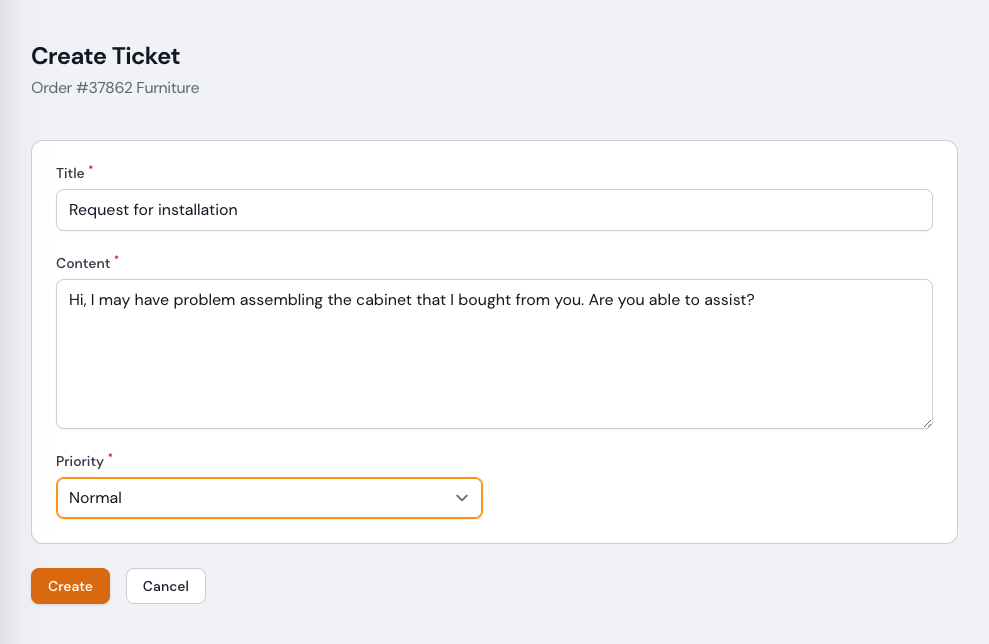 Create Ticket
Order #37862 Furniture
Title *
Request for installation
Content *
Hi, I may have problem assembling the cabinet that I bought from you. Are you able to assist?
Priority *
Normal
Create
Cancel